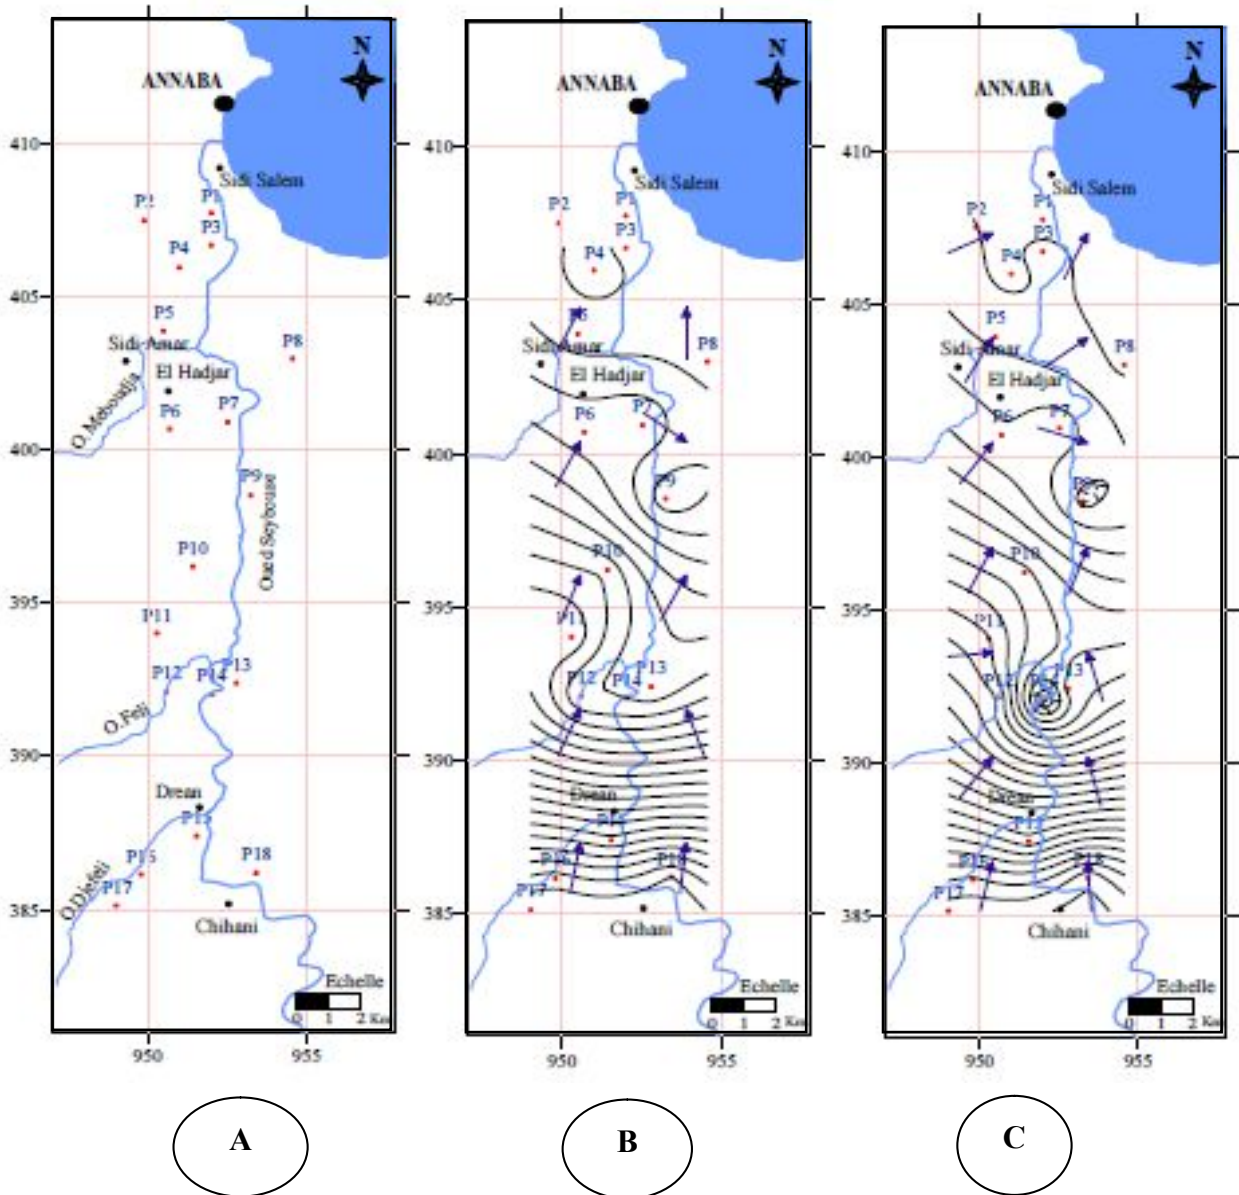 N
ANNABA
410
Sidi Salem
P2
P1
P3
P4
405
P5
Sidi Amar
P8
El Hadjar
O.Meboudja
P6
P7
400
P9
Oued Seybouse
P10
395
P11
P12
P14
P13
O.Feli
390
Drean
P15
P16
P18
P17
O.Djefeli
385
Chihani
Echelle
0 1 2 Km
950
955
A
N
ANNABA
410
Sidi Salem
P2
P1
P3
P4
405
P5
Sidi Amar
P8
El Hadjar
P6
P7
400
P9
P10
395
P11
P12
P14
P13
390
Drean
P15
P16
P18
P17
385
Chihani
Echelle
0 1 2 Km
950
955
B
N
ANNABA
410
Sidi Salem
P2
P1
P3
P4
405
P5
Sidi Amar
P8
El Hadjar
P6
P7
400
P9
P10
395
P11
P12
P14
P13
390
Drean
P15
P16
P18
P17
385
Chihani
Echelle
0 1 2 Km
950
955
C